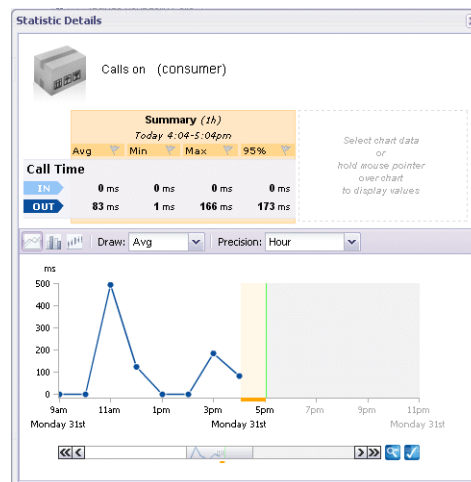 Statistic Details
Calls on (consumer)
Summary (1h)
Today 4:04-5:04pm
Avg Min Max 95%
Call Time
IN 0 ms 0 ms 0 ms 0 ms
OUT 83 ms 1 ms 166 ms 173 ms
Select chart data
or
hold mouse pointer
over chart
to display values
Draw: Avg Precision: Hour
ms
500
400
300
200
100
0
9am 11am 1pm 3pm 5pm 7pm 9pm 11pm
Monday 31st Monday 31st Monday 31st